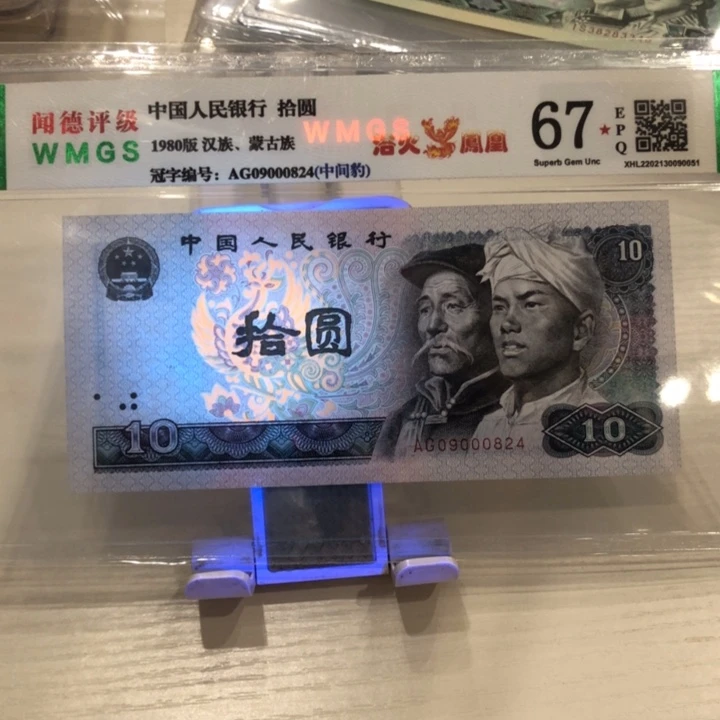 闻德评级
WMGS
中国人民银行 拾圆
1980版 汉族、蒙古族
冠字编号: AG09000824(中间豹)
WMGS
浴火 鳳凰
67★
EPQ
Superb Gem Unc
XHL2202130090051
中国人民银行
10
拾圆
10
AG09000824
10